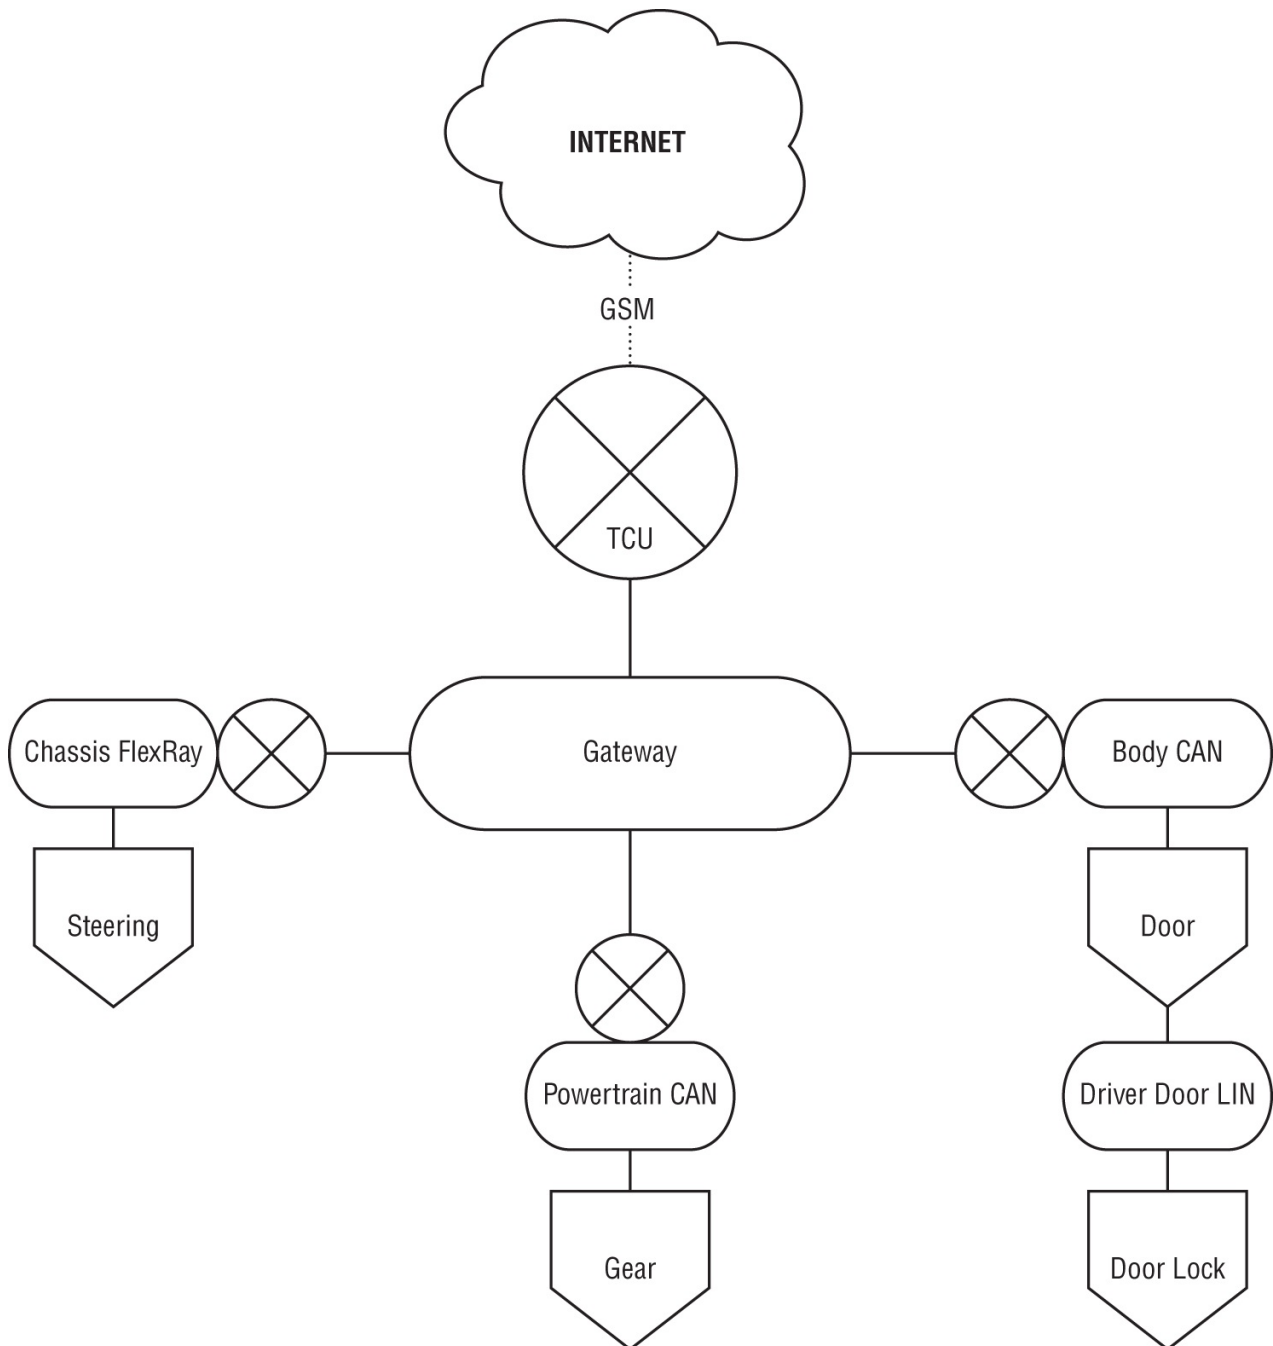 INTERNET
GSM
TCU
Chassis FlexRay
Gateway
Body CAN
Steering
Door
Powertrain CAN
Driver Door LIN
Gear
Door Lock